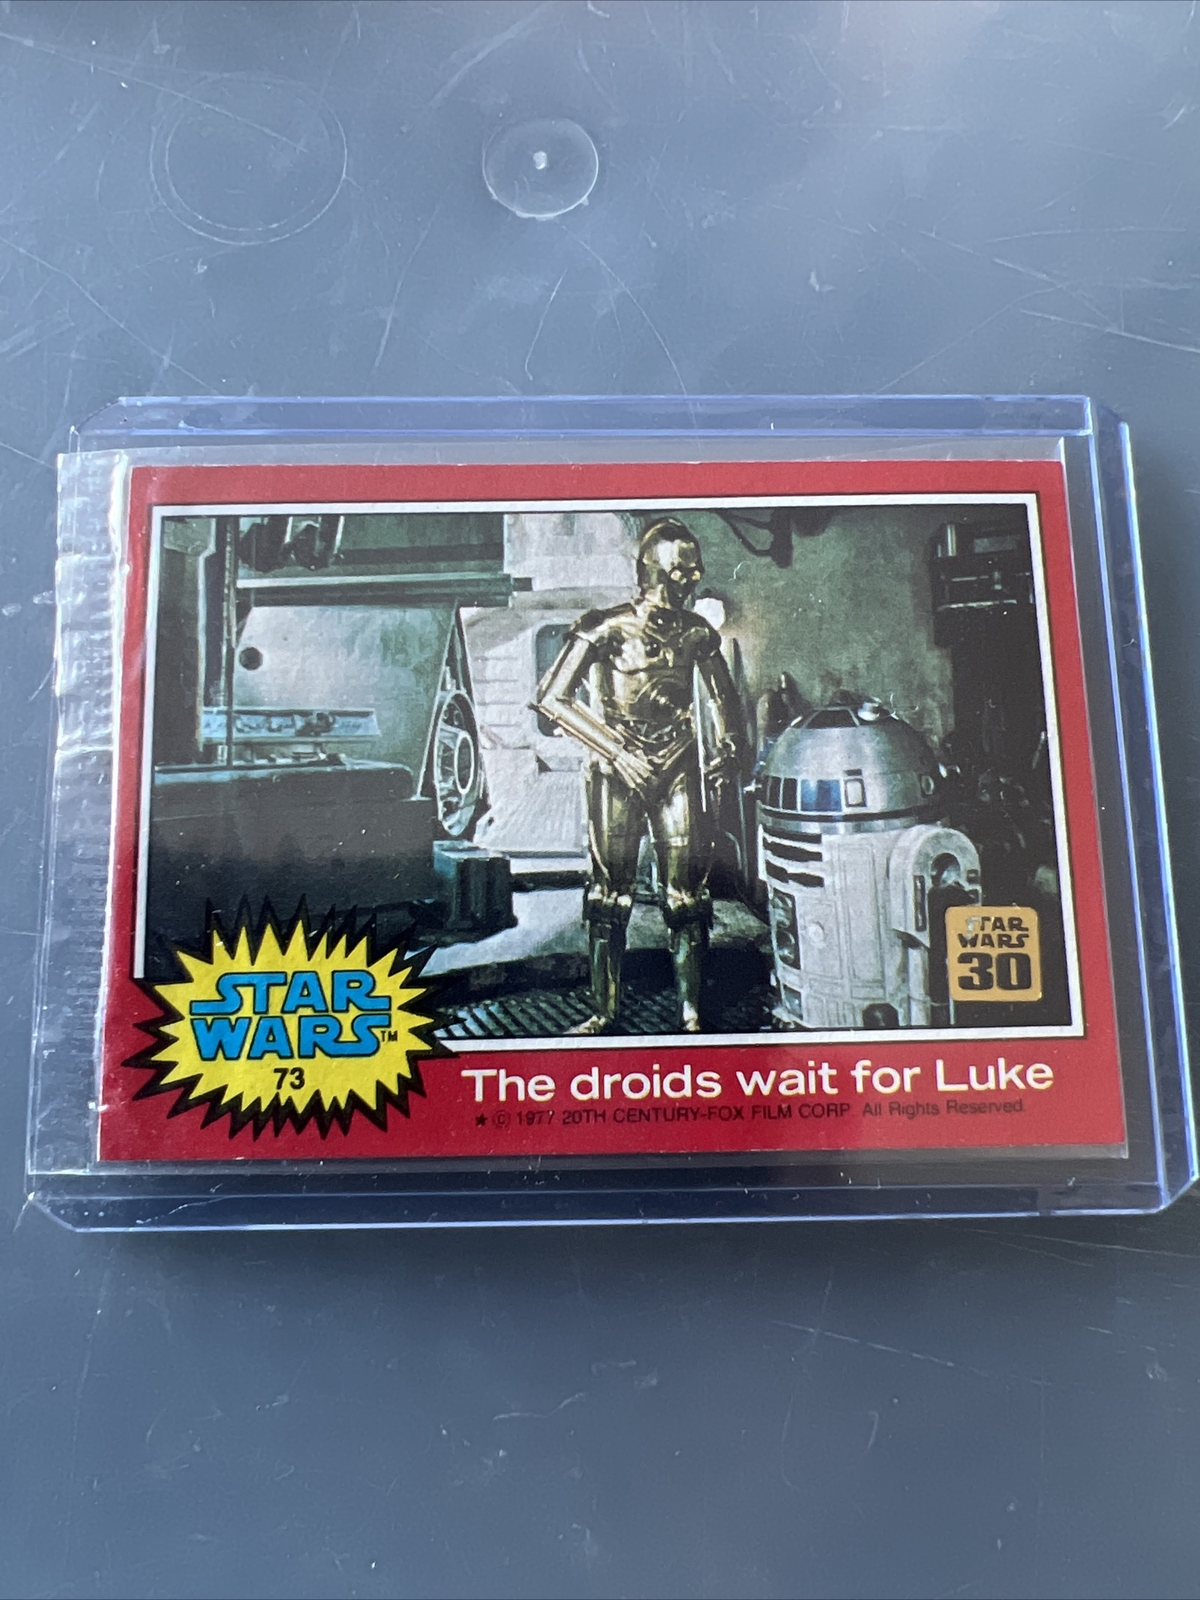 STAR
WARS
30
STAR
WARS™
73
The droids wait for Luke
★ © 1977 20TH CENTURY-FOX FILM CORP. All Rights Reserved.